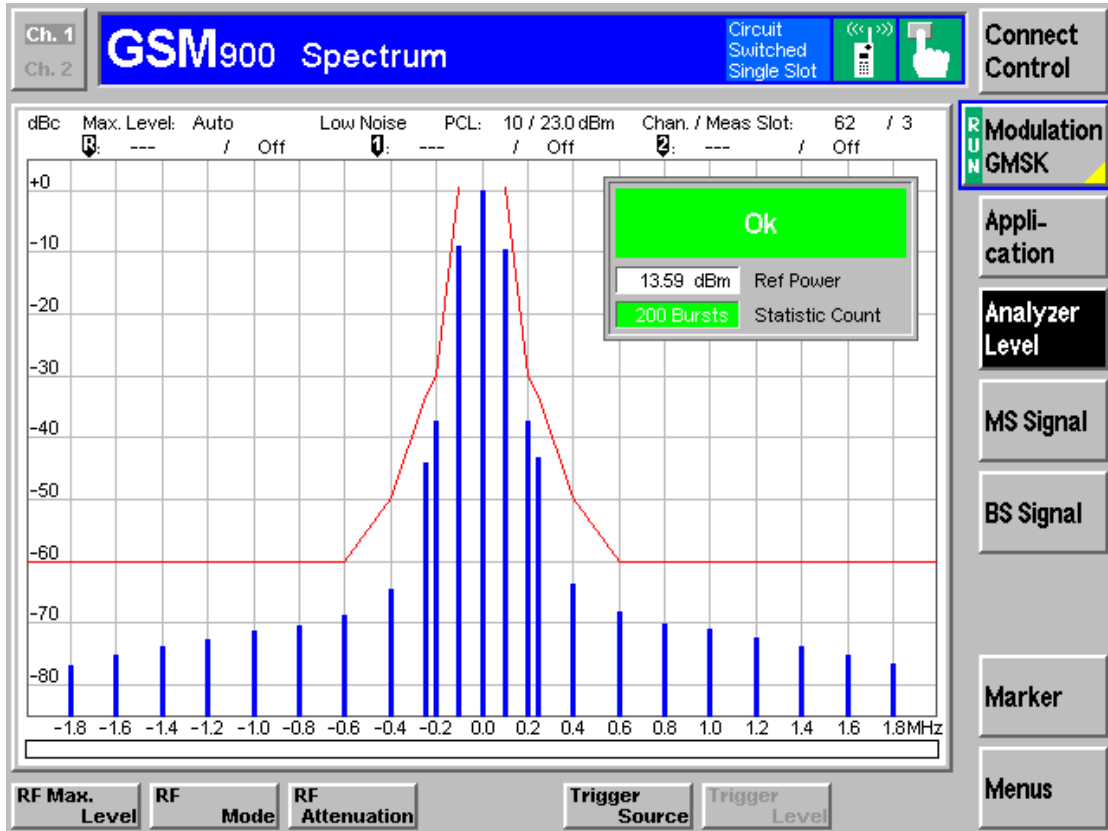 Ch. 1
Ch. 2
GSM900 Spectrum
Circuit
Switched
Single Slot
Connect
Control
dBc Max. Level: Auto Low Noise PCL: 10 / 23.0 dBm Chan. / Meas Slot: 62 / 3
R: --- / Off 1: --- / Off 2: --- / Off
RUN
Modulation
GMSK
Appli-
cation
Analyzer
Level
MS Signal
BS Signal
Marker
Menus
+0
-10
-20
-30
-40
-50
-60
-70
-80
Ok
13.59 dBm Ref Power
200 Bursts Statistic Count
-1.8 -1.6 -1.4 -1.2 -1.0 -0.8 -0.6 -0.4 -0.2 0.0 0.2 0.4 0.6 0.8 1.0 1.2 1.4 1.6 1.8MHz
RF Max.
Level
RF
Mode
RF
Attenuation
Trigger
Source
Trigger
Level